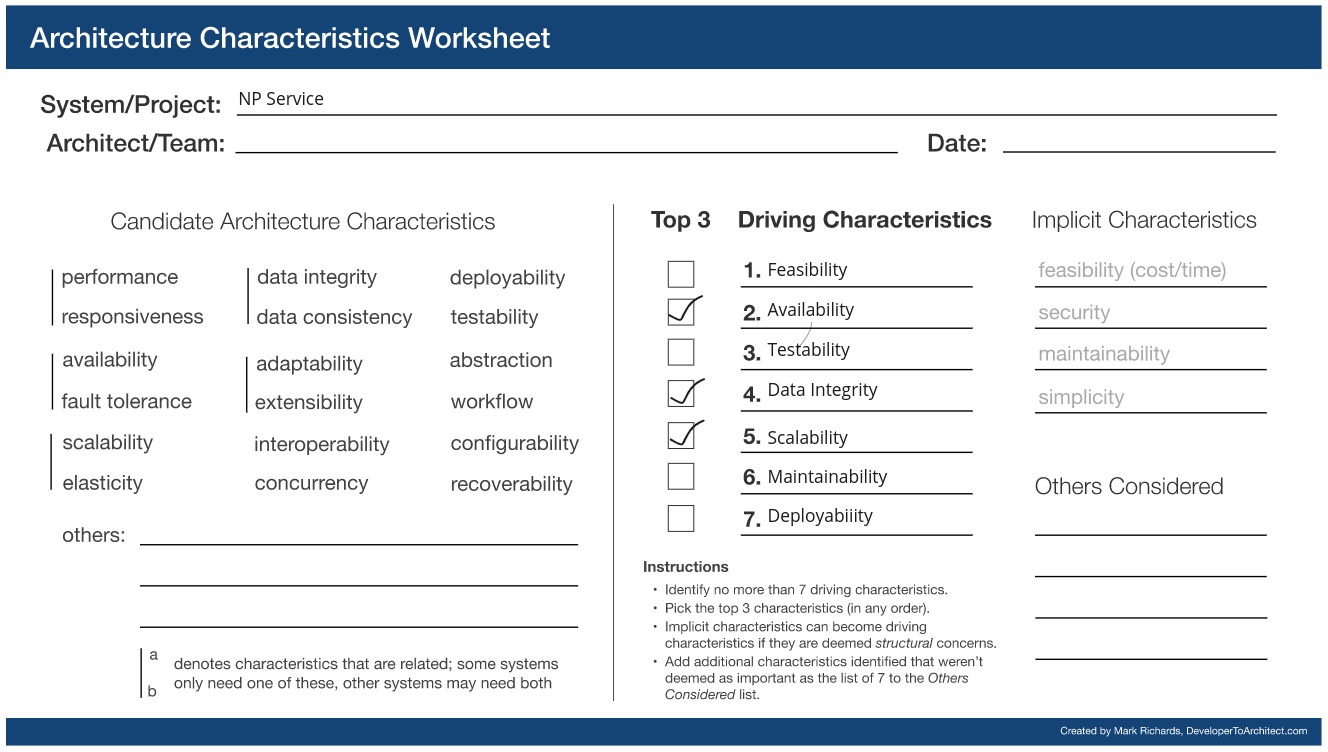 Architecture Characteristics Worksheet
System/Project: NP Service
Architect/Team:
Date:
Candidate Architecture Characteristics
performance
responsiveness
availability
fault tolerance
scalability
elasticity
data integrity
data consistency
adaptability
extensibility
interoperability
concurrency
deployability
testability
abstraction
workflow
configurability
recoverability
others:
a
b
denotes characteristics that are related; some systems
only need one of these, other systems may need both
Top 3 Driving Characteristics
1. Feasibility
2. Availability
3. Testability
4. Data Integrity
5. Scalability
6. Maintainability
7. Deployabiiity
Instructions
• Identify no more than 7 driving characteristics.
• Pick the top 3 characteristics (in any order).
• Implicit characteristics can become driving
characteristics if they are deemed structural concerns.
• Add additional characteristics identified that weren't
deemed as important as the list of 7 to the Others
Considered list.
Implicit Characteristics
feasibility (cost/time)
security
maintainability
simplicity
Others Considered
Created by Mark Richards, DeveloperToArchitect.com